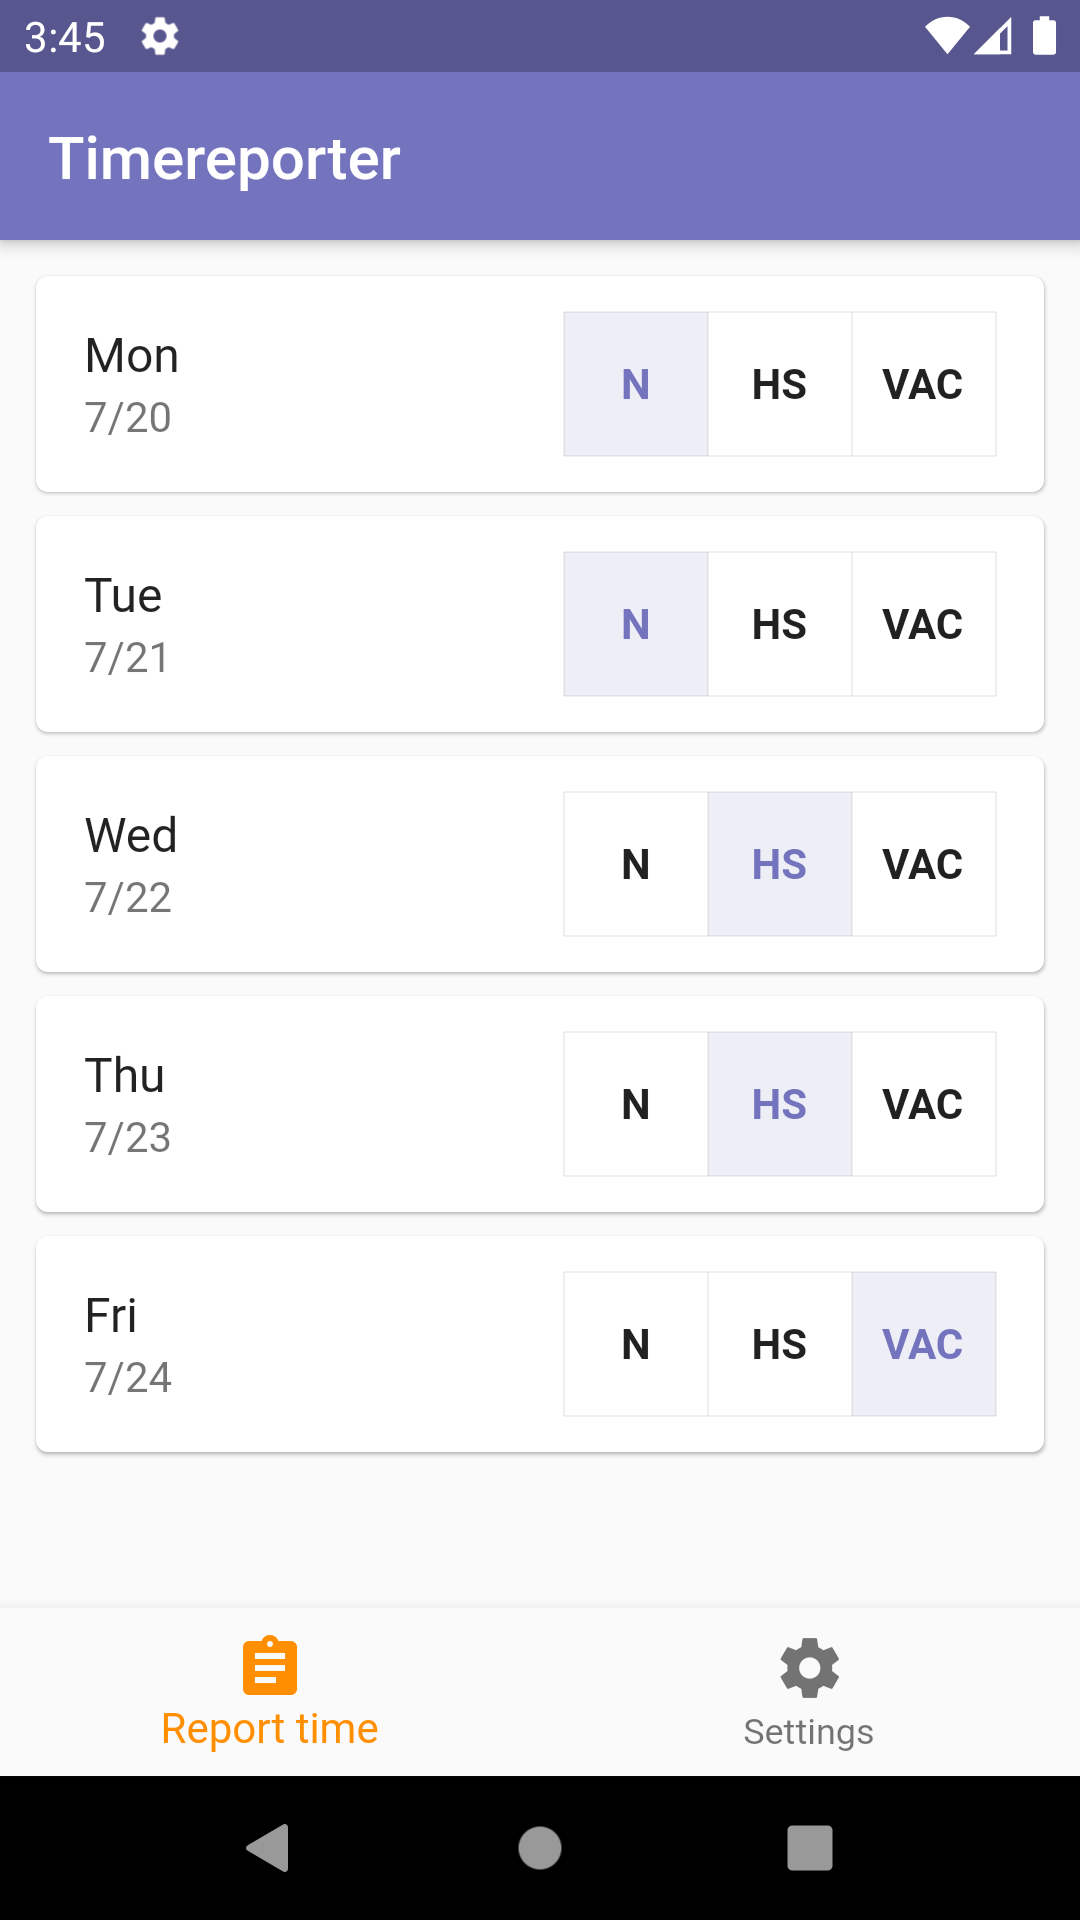 3:45
Timereporter
Mon
7/20
N HS VAC
Tue
7/21
N HS VAC
Wed
7/22
N HS VAC
Thu
7/23
N HS VAC
Fri
7/24
N HS VAC
Report time
Settings